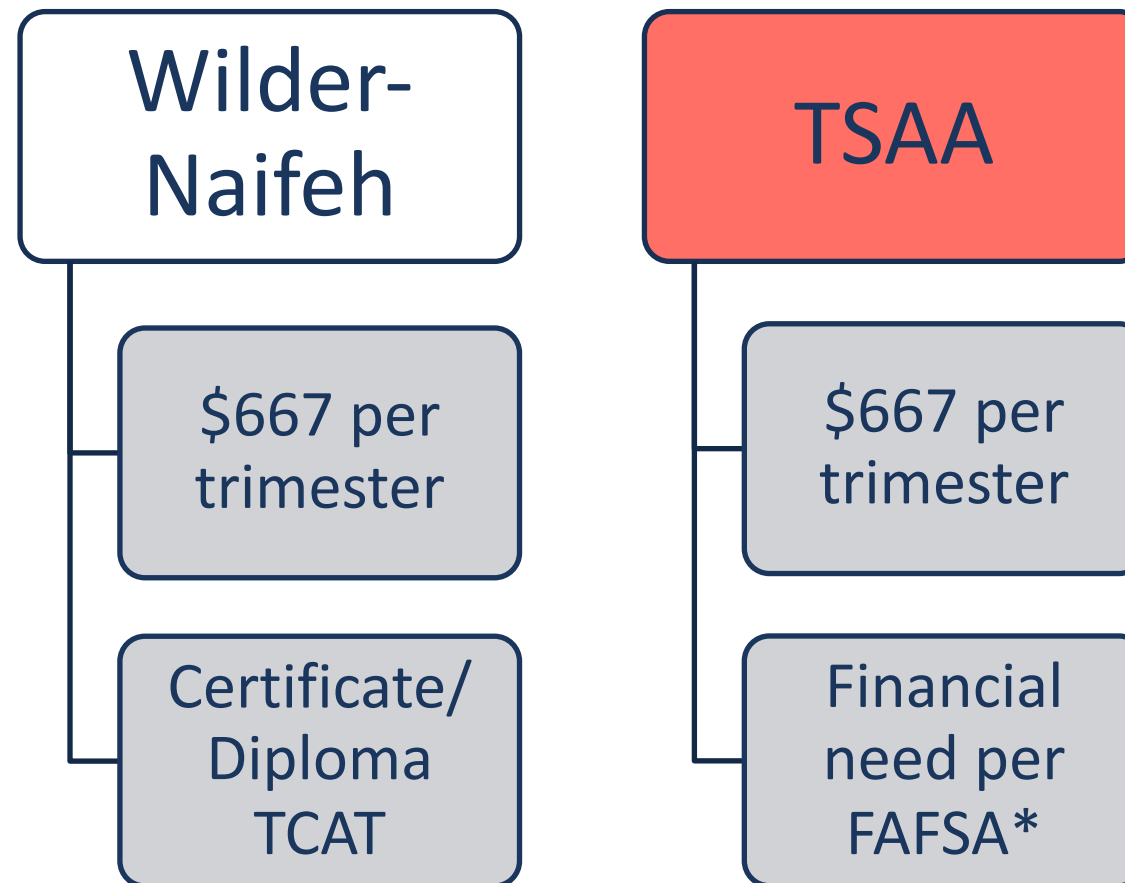 Wilder-
Naifeh
$667 per
trimester
Certificate/
Diploma
TCAT
TSAA
$667 per
trimester
Financial
need per
FAFSA*